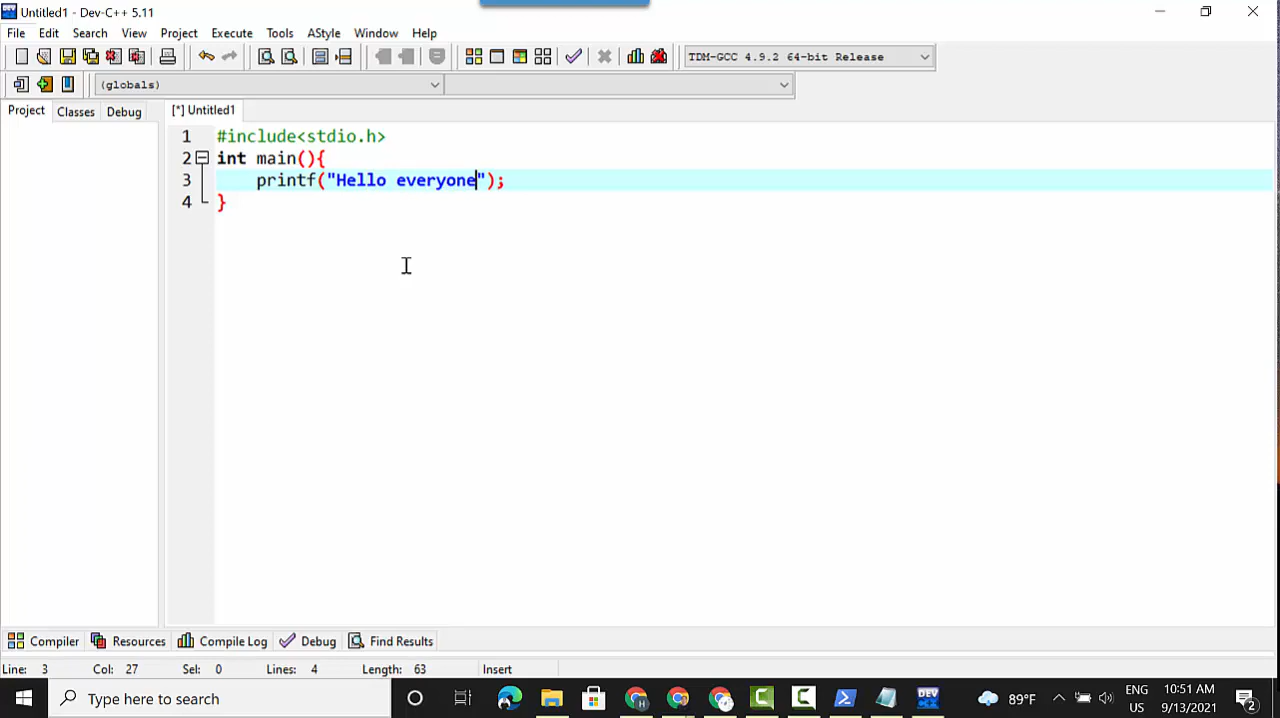 Untitled1 - Dev-C++ 5.11
File Edit Search View Project Execute Tools AStyle Window Help
TDM-GCC 4.9.2 64-bit Release
(globals)
Project Classes Debug [*] Untitled1
1 #include<stdio.h>
2 int main(){
3 printf("Hello everyone");
4 }
Compiler Resources Compile Log Debug Find Results
Line: 3 Col: 27 Sel: 0 Lines: 4 Length: 63 Insert
Type here to search H DEV 89°F ENG 10:51 AM
US 9/13/2021 2